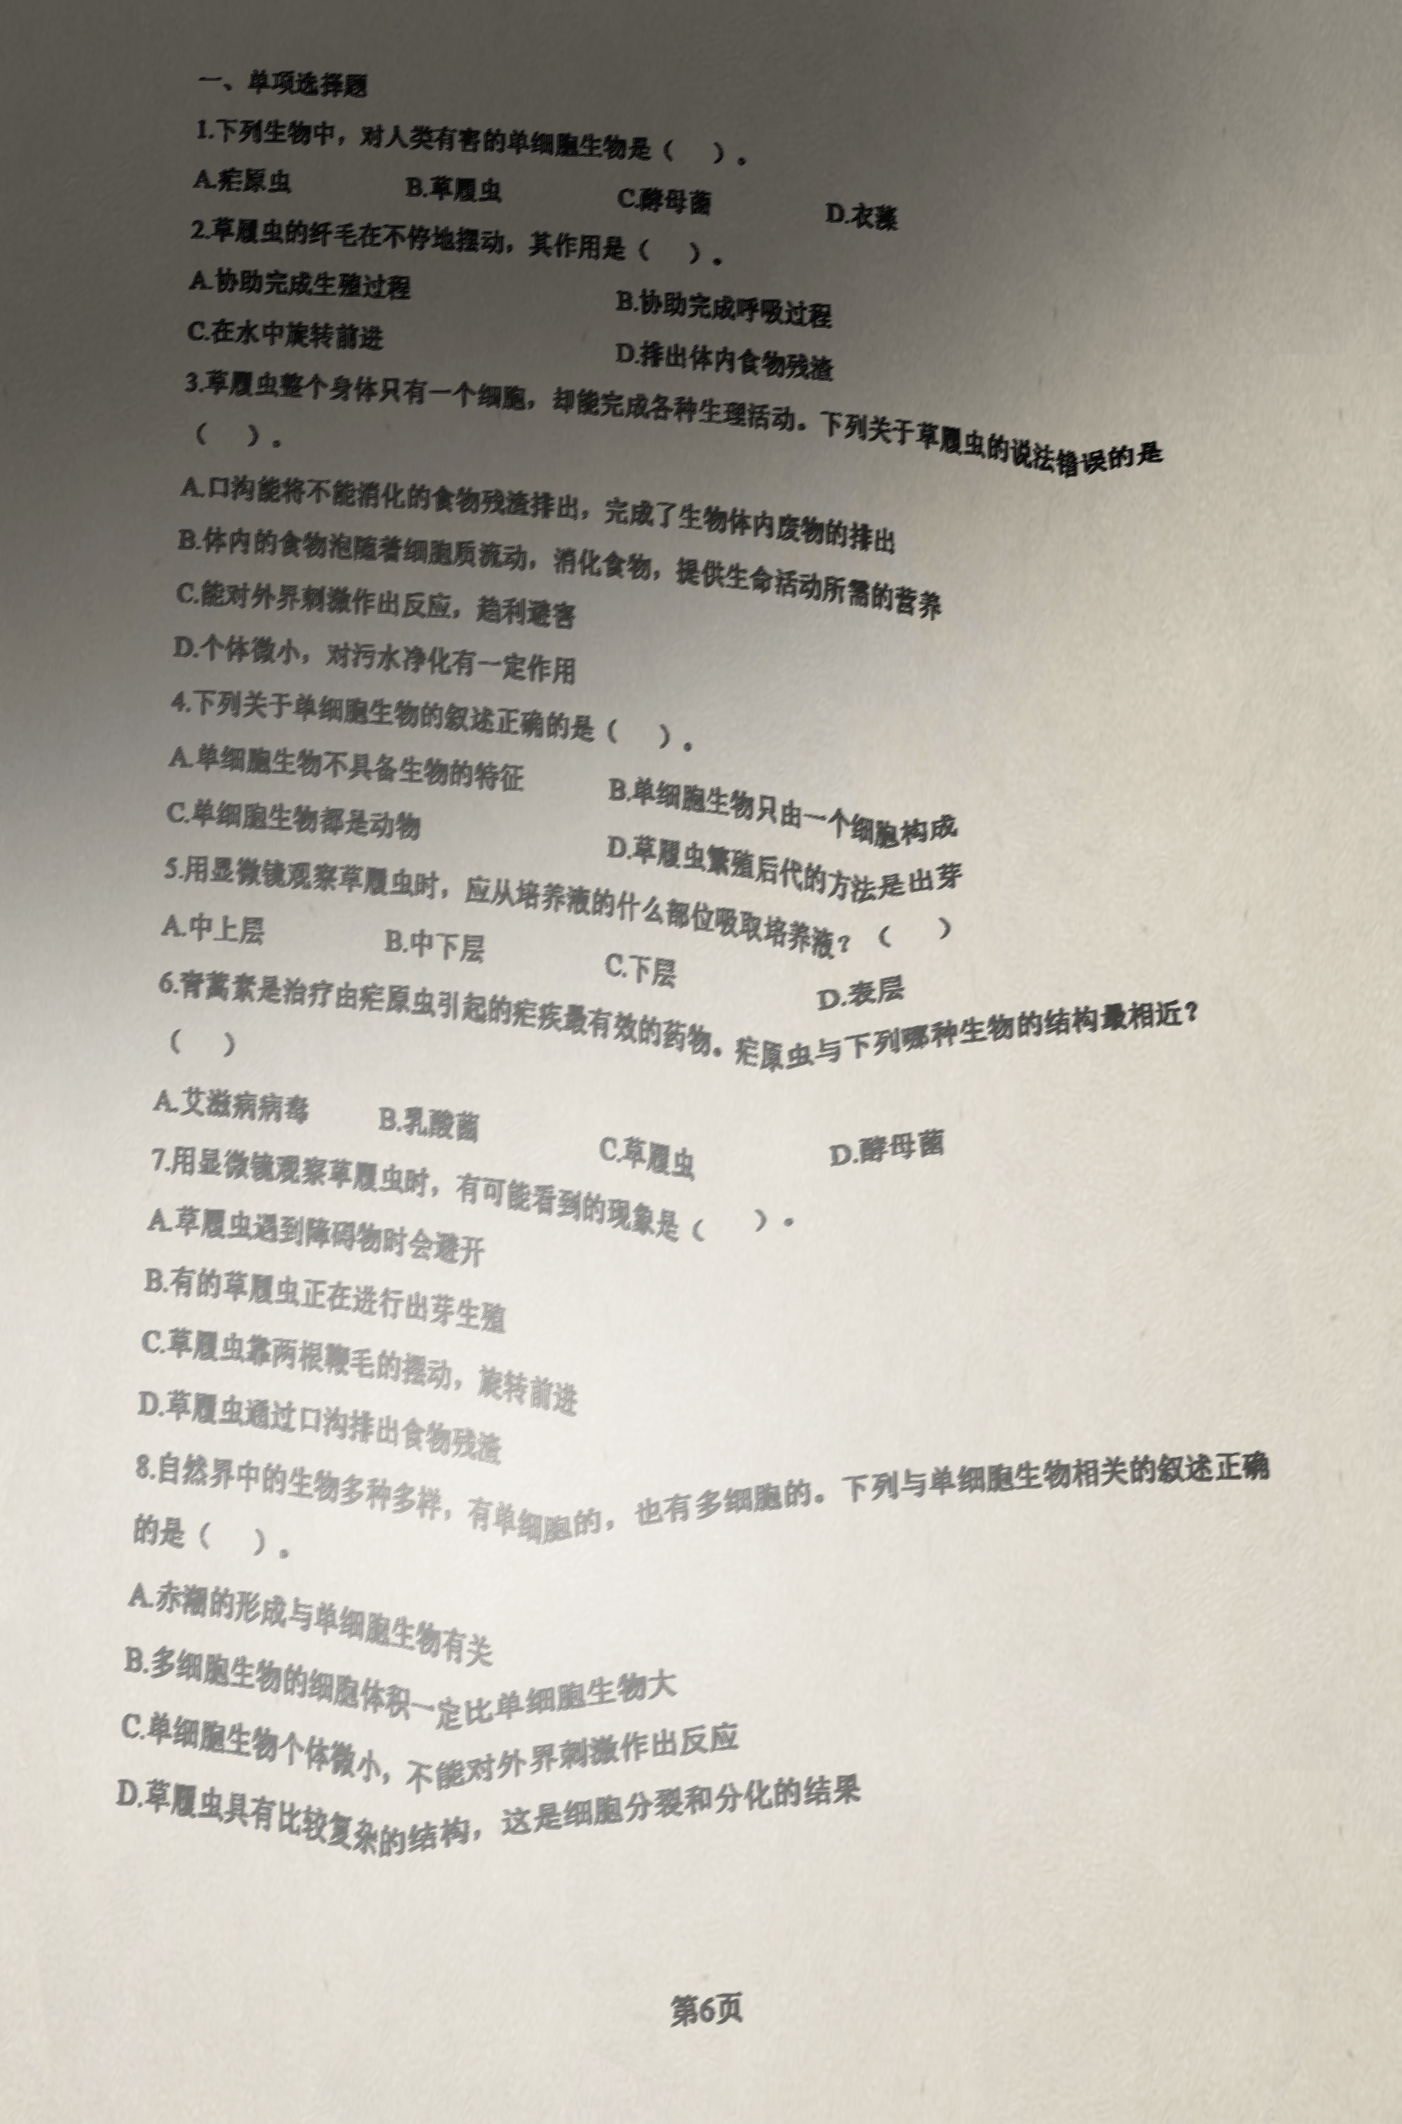 一、单项选择题
1.下列生物中，对人类有害的单细胞生物是（ ）。
A.疟原虫 B.草履虫 C.酵母菌 D.衣藻
2.草履虫的纤毛在不停地摆动，其作用是（ ）。
A.协助完成生殖过程 B.协助完成呼吸过程
C.在水中旋转前进 D.排出体内食物残渣
3.草履虫整个身体只有一个细胞，却能完成各种生理活动。下列关于草履虫的说法错误的是
（ ）。
A.口沟能将不能消化的食物残渣排出，完成了生物体内废物的排出
B.体内的食物泡随着细胞质流动，消化食物，提供生命活动所需的营养
C.能对外界刺激作出反应，趋利避害
D.个体微小，对污水净化有一定作用
4.下列关于单细胞生物的叙述正确的是（ ）。
A.单细胞生物不具备生物的特征 B.单细胞生物只由一个细胞构成
C.单细胞生物都是动物 D.草履虫繁殖后代的方法是出芽
5.用显微镜观察草履虫时，应从培养液的什么部位吸取培养液？（ ）
A.中上层 B.中下层 C.下层 D.表层
6.青蒿素是治疗由疟原虫引起的疟疾最有效的药物。疟原虫与下列哪种生物的结构最相近？
（ ）
A.艾滋病病毒 B.乳酸菌 C.草履虫 D.酵母菌
7.用显微镜观察草履虫时，有可能看到的现象是（ ）。
A.草履虫遇到障碍物时会避开
B.有的草履虫正在进行出芽生殖
C.草履虫靠两根鞭毛的摆动，旋转前进
D.草履虫通过口沟排出食物残渣
8.自然界中的生物多种多样，有单细胞的，也有多细胞的。下列与单细胞生物相关的叙述正确
的是（ ）。
A.赤潮的形成与单细胞生物有关
B.多细胞生物的细胞体积一定比单细胞生物大
C.单细胞生物个体微小，不能对外界刺激作出反应
D.草履虫具有比较复杂的结构，这是细胞分裂和分化的结果
第6页